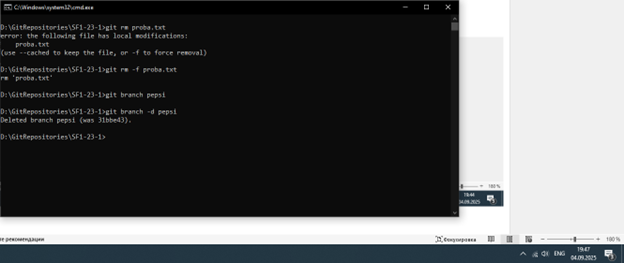 C:\Windows\system32\cmd.exe
D:\GitRepositories\SF1-23-1>git rm proba.txt
error: the following file has local modifications:
proba.txt
(use --cached to keep the file, or -f to force removal)
D:\GitRepositories\SF1-23-1>git rm -f proba.txt
rm 'proba.txt'
D:\GitRepositories\SF1-23-1>git branch pepsi
D:\GitRepositories\SF1-23-1>git branch -d pepsi
Deleted branch pepsi (was 31bbe43).
D:\GitRepositories\SF1-23-1>
100 %
19:44
04.09.2025
е рекомендации
Фокусировка
100 %
ENG
19:47
04.09.2025